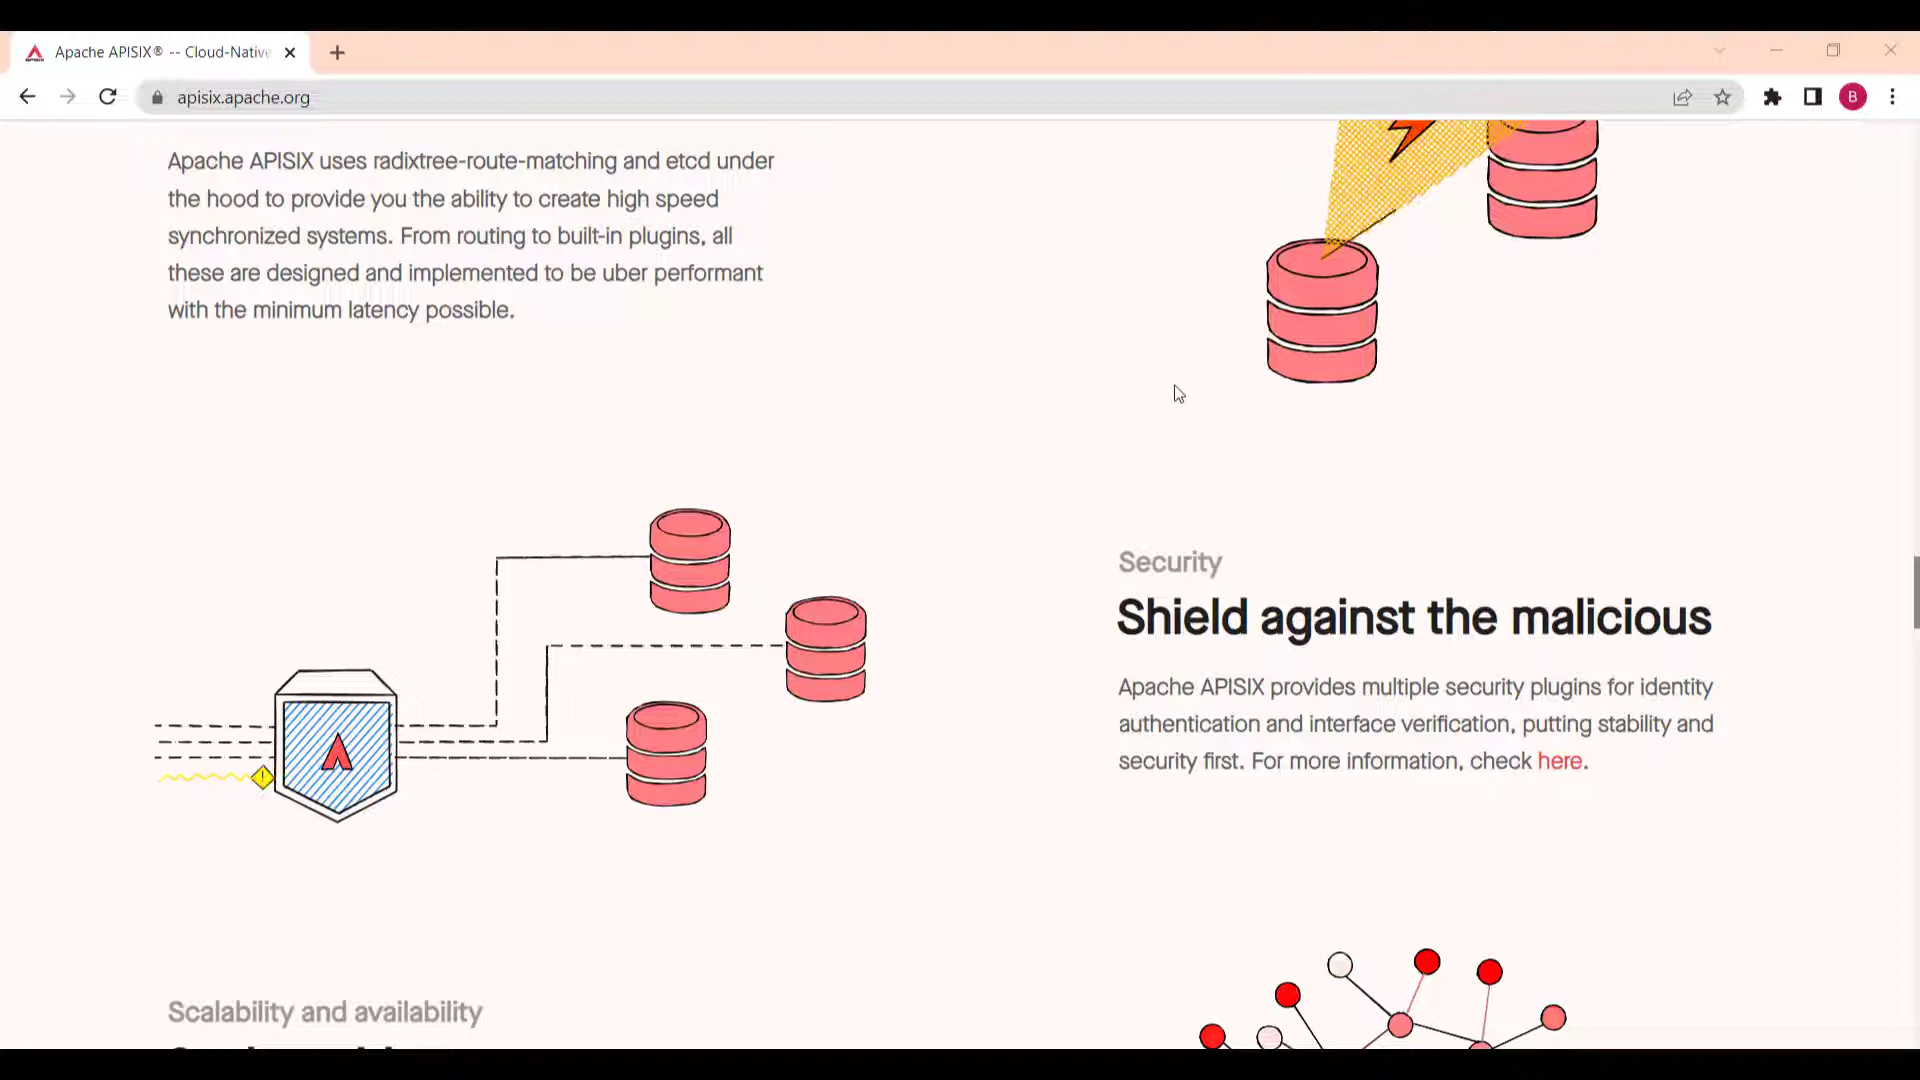 Apache APISIX® -- Cloud-Native
apisix.apache.org
B
Apache APISIX uses radixtree-route-matching and etcd under
the hood to provide you the ability to create high speed
synchronized systems. From routing to built-in plugins, all
these are designed and implemented to be uber performant
with the minimum latency possible.
Security
Shield against the malicious
Apache APISIX provides multiple security plugins for identity
authentication and interface verification, putting stability and
security first. For more information, check here.
Scalability and availability